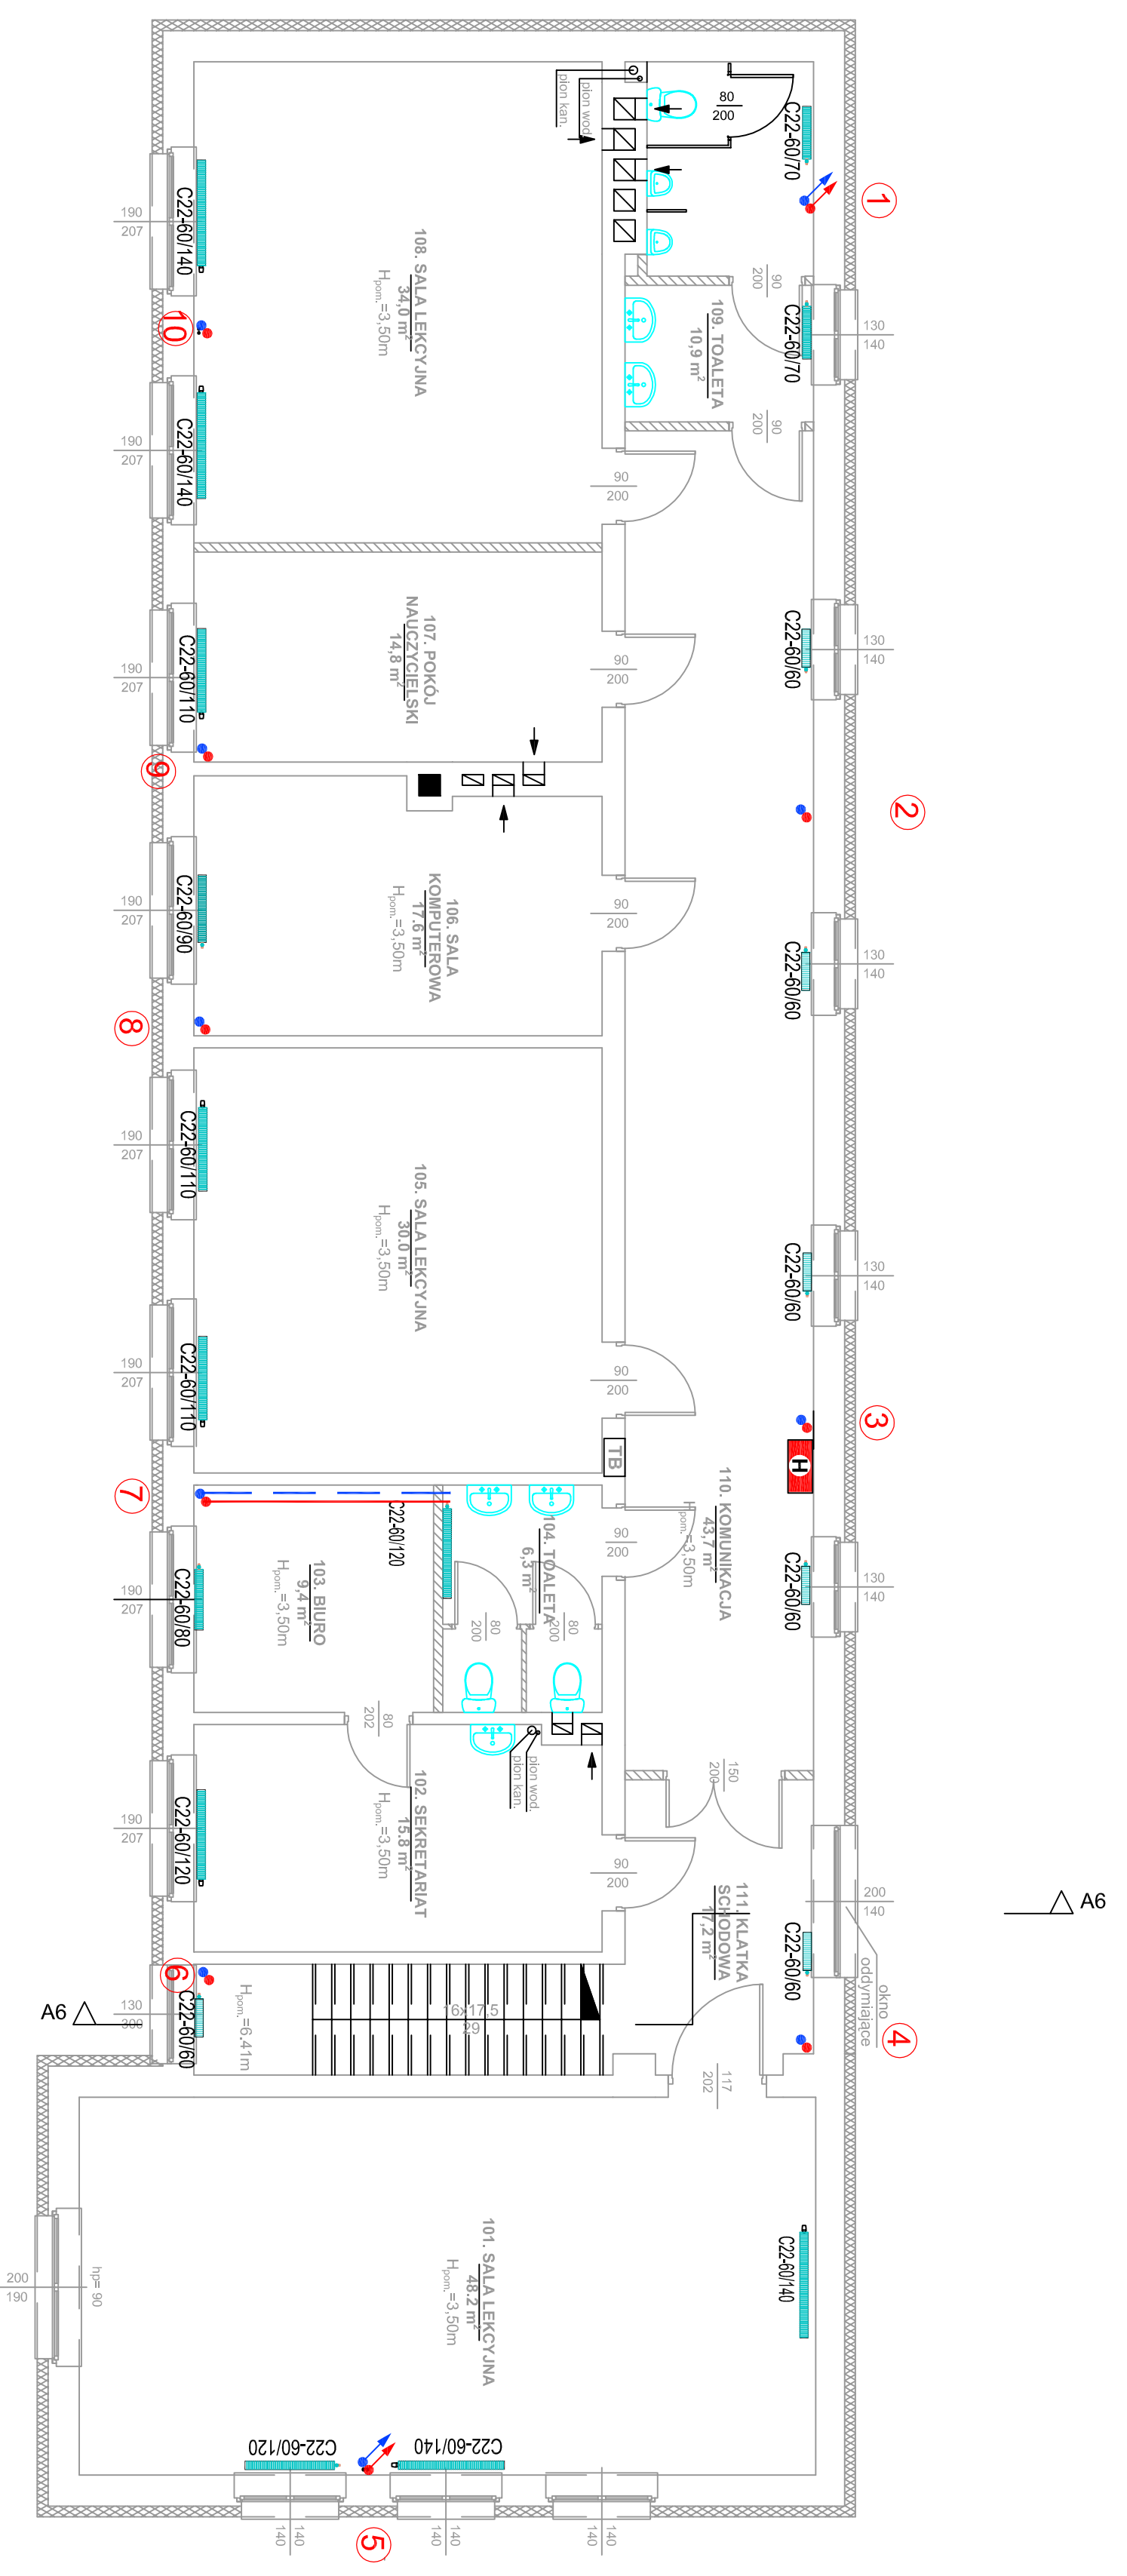 1
C22-60/70
80
200
pion wod.
pion kan.
90
200
130
140
C22-60/70
109. TOALETA
10,9 m²
90
200
190
207
C22-60/140
10
108. SALA LEKCYJNA
34,0 m²
Hpom.=3,50m
190
207
C22-60/140
90
200
130
140
C22-60/60
107. POKÓJ
NAUCZYCIELSKI
14,8 m²
90
200
190
207
C22-60/110
9
2
106. SALA
KOMPUTEROWA
17.6 m²
Hpom.=3,50m
90
200
190
207
C22-60/90
130
140
C22-60/60
8
190
207
C22-60/110
105. SALA LEKCYJNA
30.0 m²
Hpom.=3,50m
130
140
C22-60/60
190
207
C22-60/110
90
200
3
H
TB
110. KOMUNIKACJA
43,7 m²
Hpom.=3,50m
7
C22-60/120
104. TOALETA
6,3 m²
90
200
80
200
80
200
130
140
C22-60/60
103. BIURO
9,4 m²
Hpom.=3,50m
190
207
C22-60/80
80
202
pion wod.
pion kan.
150
200
102. SEKRETARIAT
15.8 m²
Hpom.=3,50m
190
207
C22-60/120
90
200
111. KLATKA
SCHODOWA
17,2 m²
200
140
C22-60/60
okno
oddymiające
4
A6
6
A6
130
300
C22-60/60
Hpom.=6.41m
16x17,5
29
117
202
101. SALA LEKCYJNA
48.2 m²
Hpom.=3,50m
C22-60/140
200
190
hp= 90
C22-60/120
C22-60/140
140
140
140
140
140
140
5